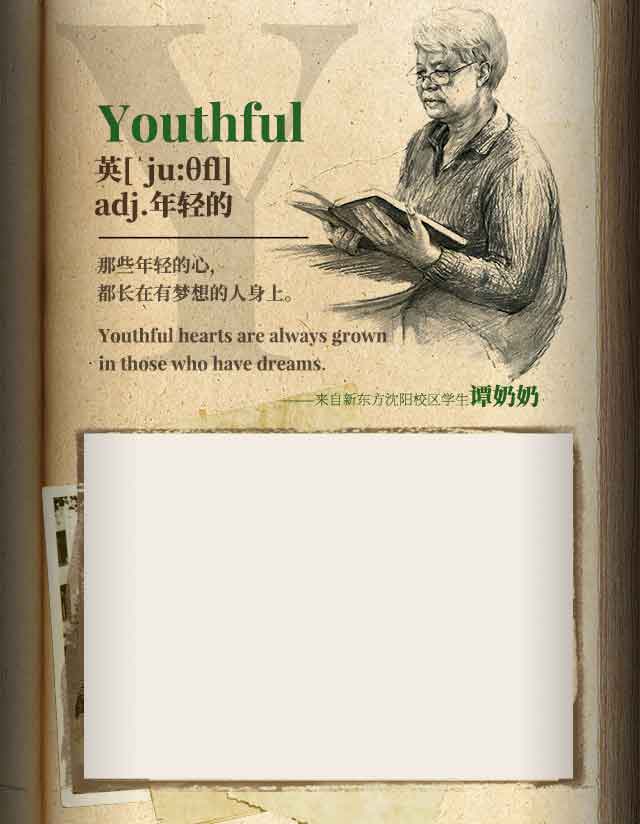 Y
Youthful
英[ˈju:θfl]
adj.年轻的
那些年轻的心,
都长在有梦想的人身上。
Youthful hearts are always grown
in those who have dreams.
——来自新东方沈阳校区学生谭奶奶